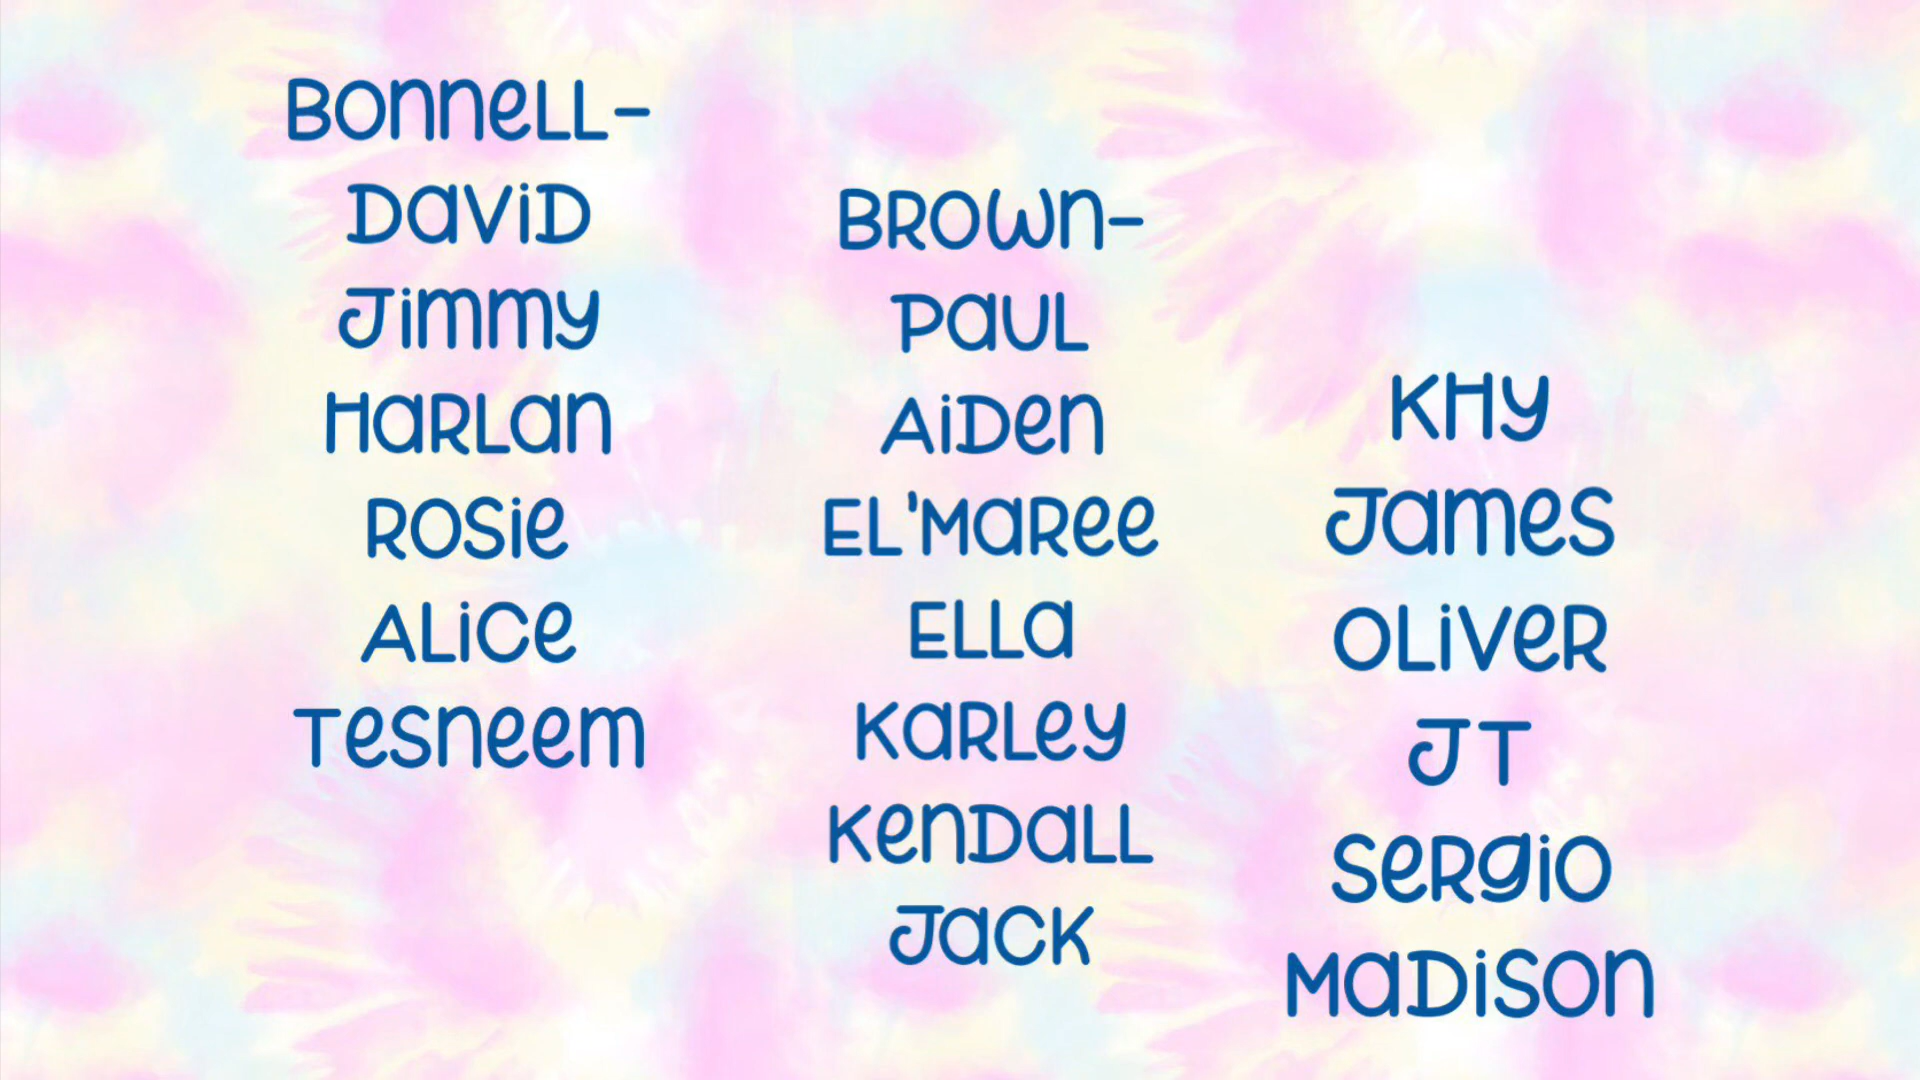 Bonnell-
David
Jimmy
Harlan
Rosie
Alice
Tesneem
Brown-
Paul
Aiden
El'Maree
Ella
Karley
Kendall
Jack
Khy
James
Oliver
JT
Sergio
Madison